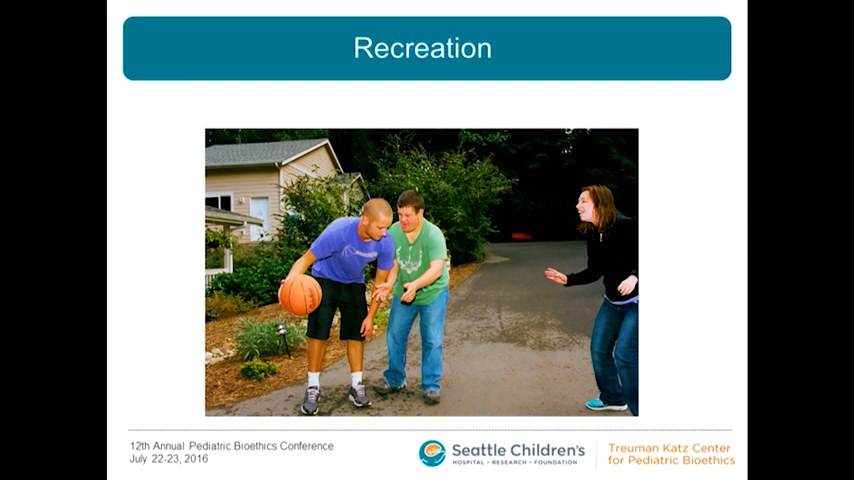 Recreation
12th Annual Pediatric Bioethics Conference
July 22-23, 2016
Seattle Children's
HOSPITAL • RESEARCH • FOUNDATION
Treuman Katz Center
for Pediatric Bioethics